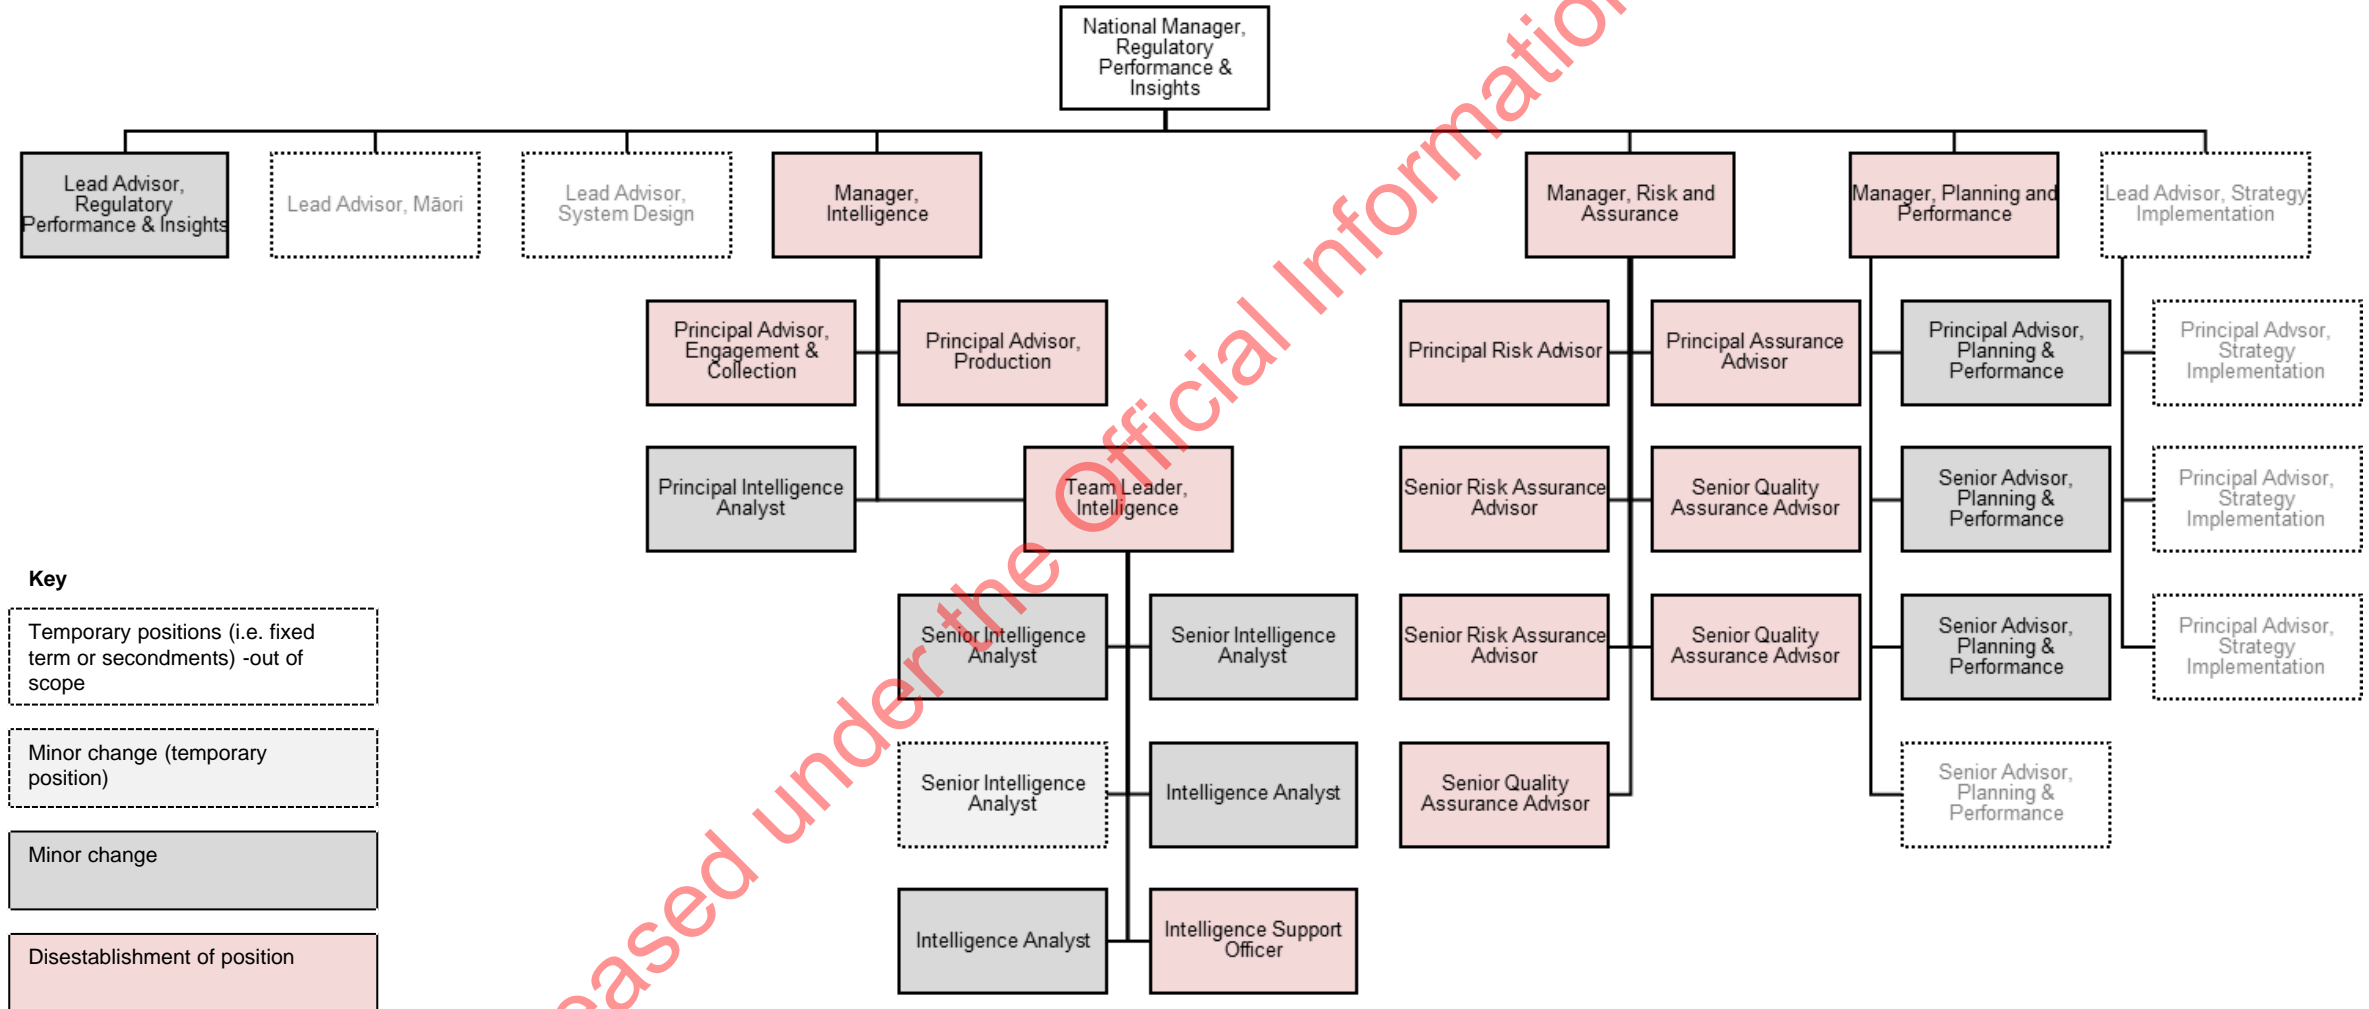 National Manager,
Regulatory
Performance &
Insights
Lead Advisor,
Regulatory
Performance & Insights
Lead Advisor, Māori
Lead Advisor,
System Design
Manager,
Intelligence
Manager, Risk and
Assurance
Manager, Planning and
Performance
Lead Advisor, Strategy
Implementation
Principal Advisor,
Engagement &
Collection
Principal Advisor,
Production
Principal Risk Advisor
Principal Assurance
Advisor
Principal Advisor,
Planning &
Performance
Principal Advsor,
Strategy
Implementation
Principal Intelligence
Analyst
Team Leader,
Intelligence
Senior Risk Assurance
Advisor
Senior Quality
Assurance Advisor
Senior Advisor,
Planning &
Performance
Principal Advisor,
Strategy
Implementation
Senior Intelligence
Analyst
Senior Intelligence
Analyst
Senior Risk Assurance
Advisor
Senior Quality
Assurance Advisor
Senior Advisor,
Planning &
Performance
Principal Advisor,
Strategy
Implementation
Senior Intelligence
Analyst
Intelligence Analyst
Senior Quality
Assurance Advisor
Senior Advisor,
Planning &
Performance
Intelligence Analyst
Intelligence Support
Officer
Key
Temporary positions (i.e. fixed
term or secondments) -out of
scope
Minor change (temporary
position)
Minor change
Disestablishment of position
eased under the Official Information